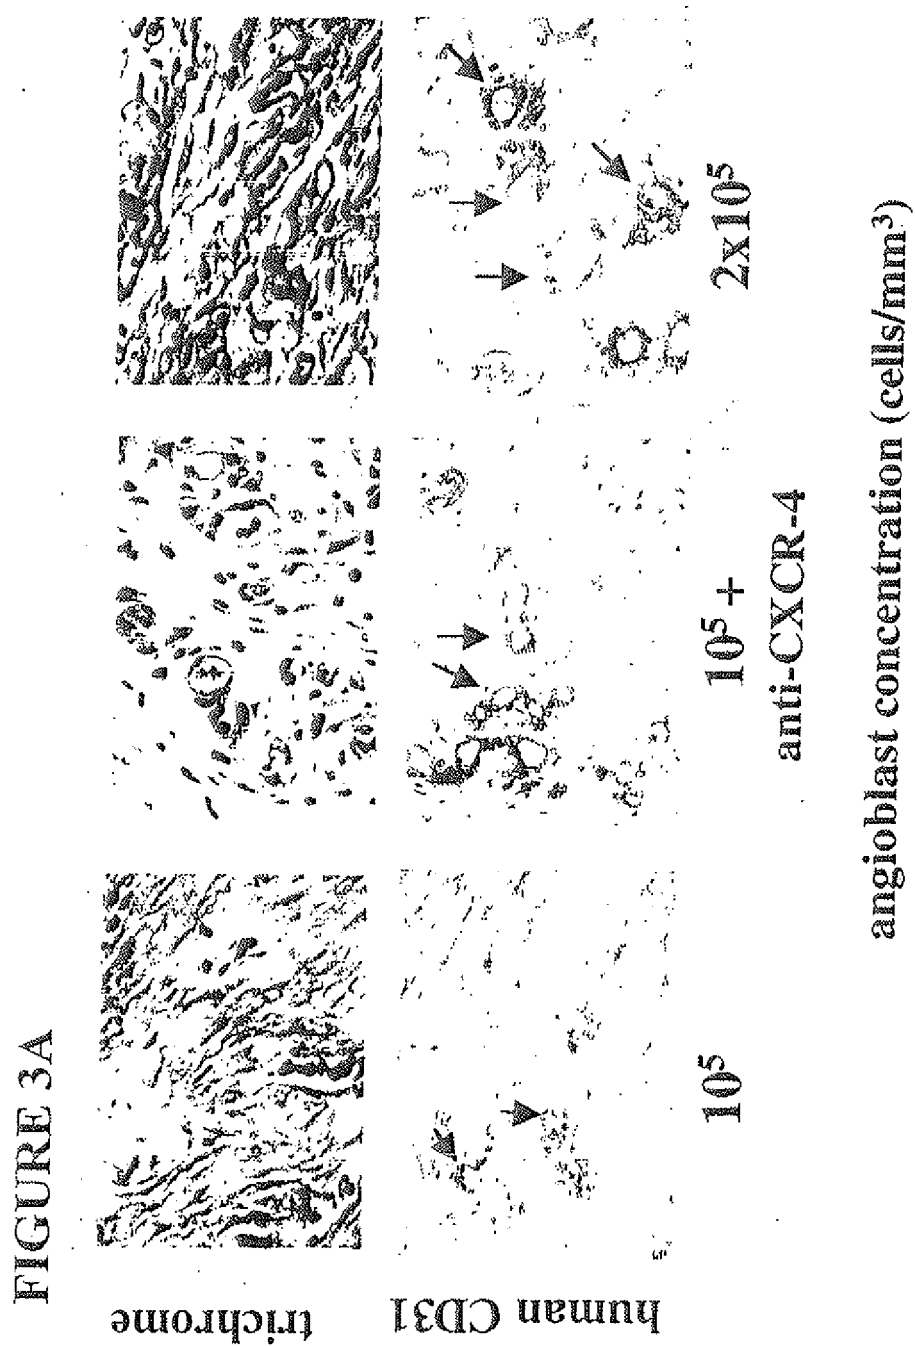 FIGURE 3A
trichrome
human CD31
10⁵
10⁵ +
anti-CXCR-4
2x10⁵
angioblast concentration (cells/mm³)